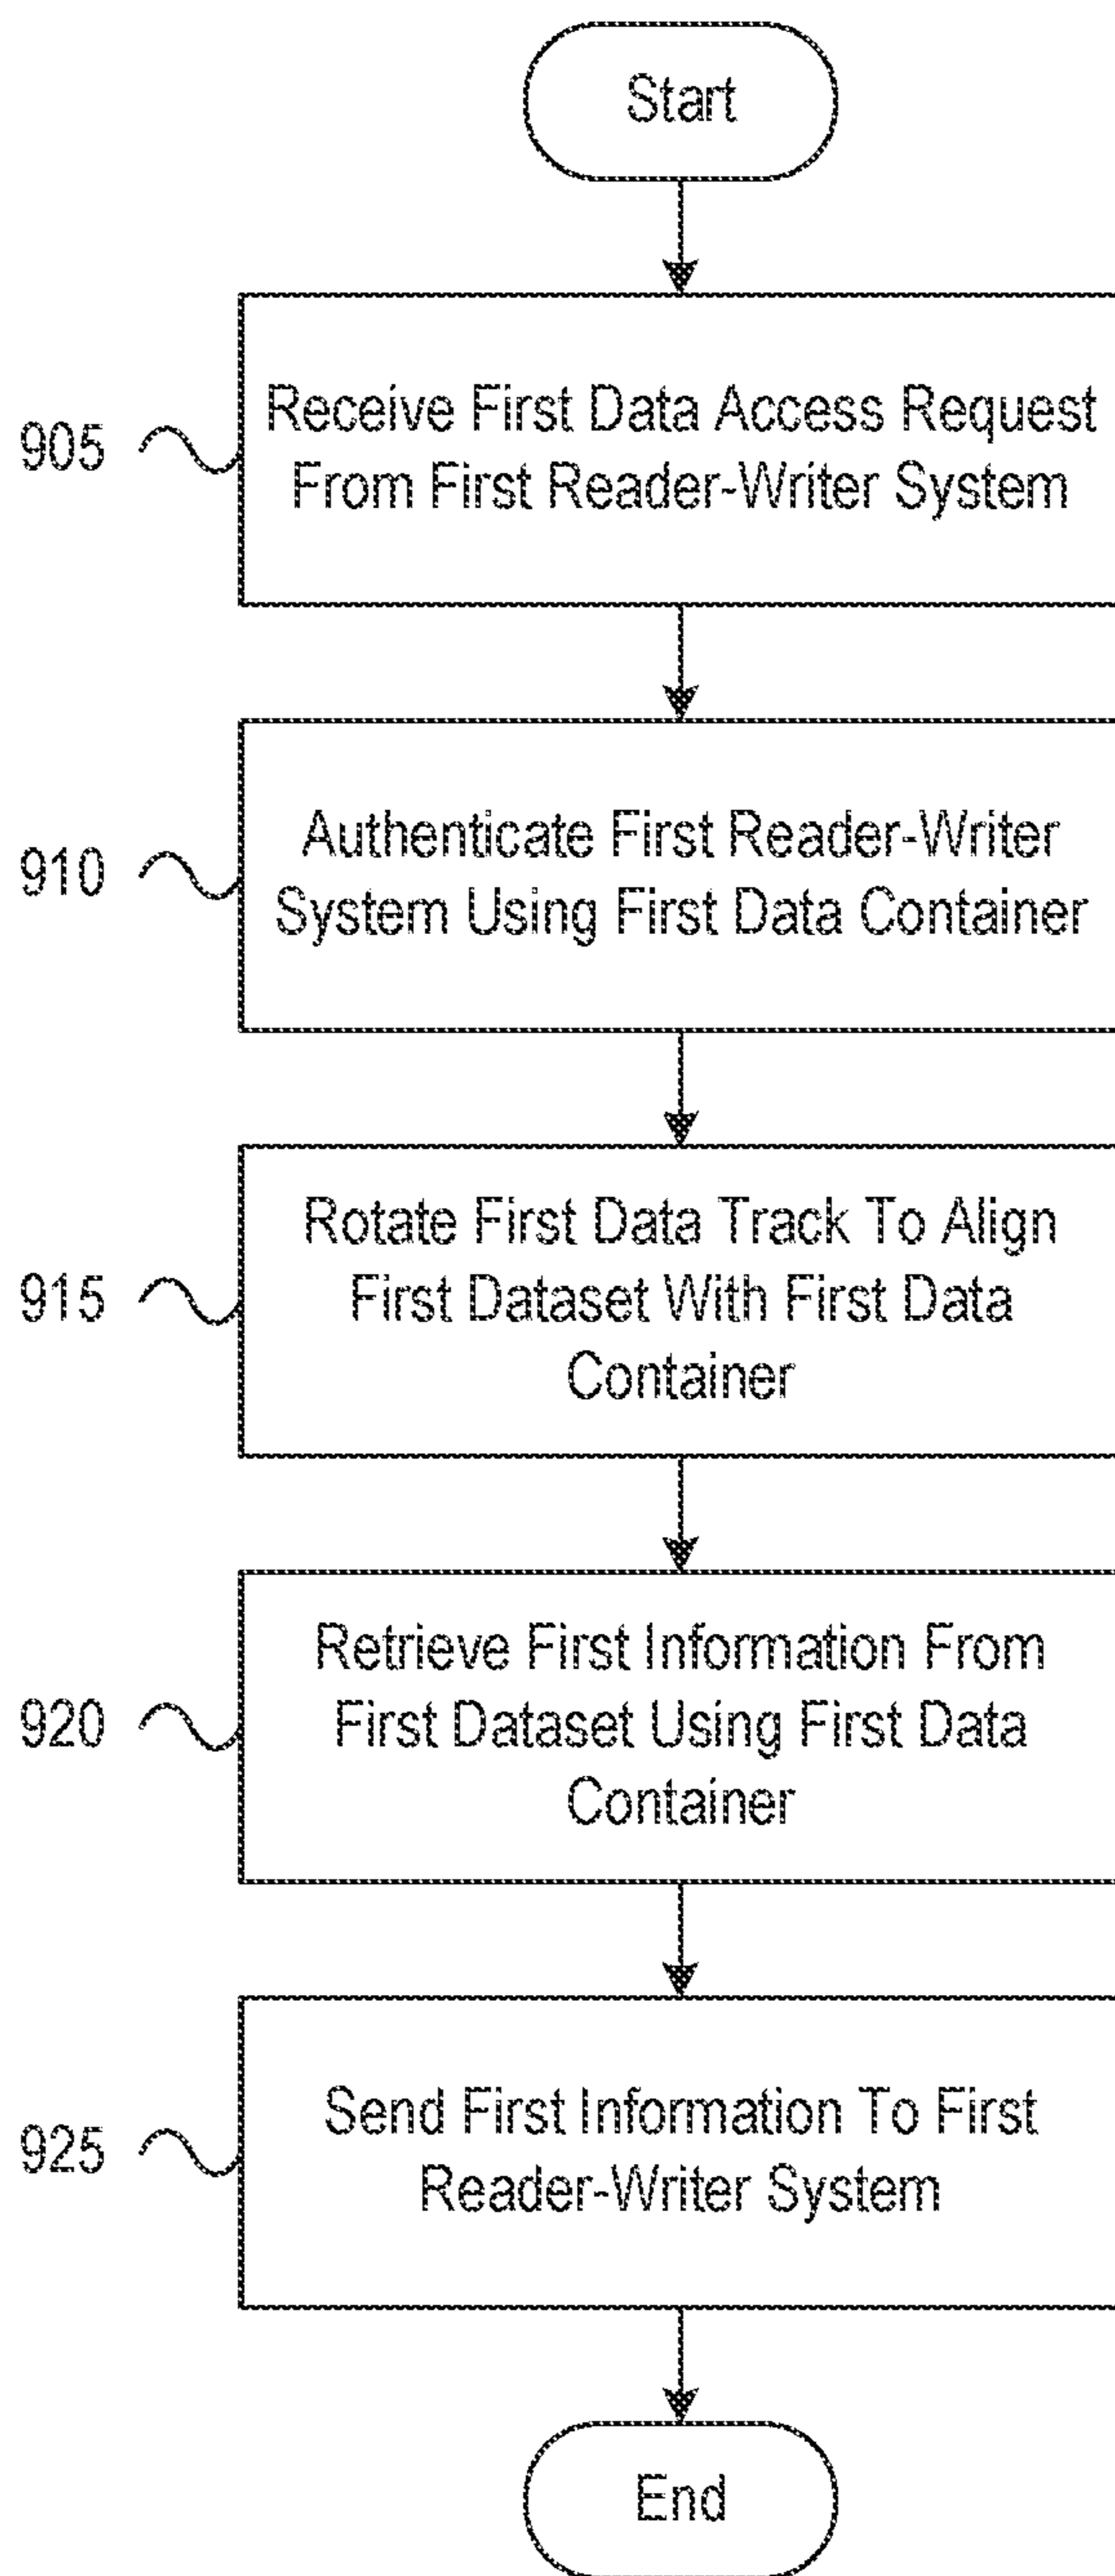 Start
905
Receive First Data Access Request
From First Reader-Writer System
910
Authenticate First Reader-Writer
System Using First Data Container
915
Rotate First Data Track To Align
First Dataset With First Data
Container
920
Retrieve First Information From
First Dataset Using First Data
Container
925
Send First Information To First
Reader-Writer System
End